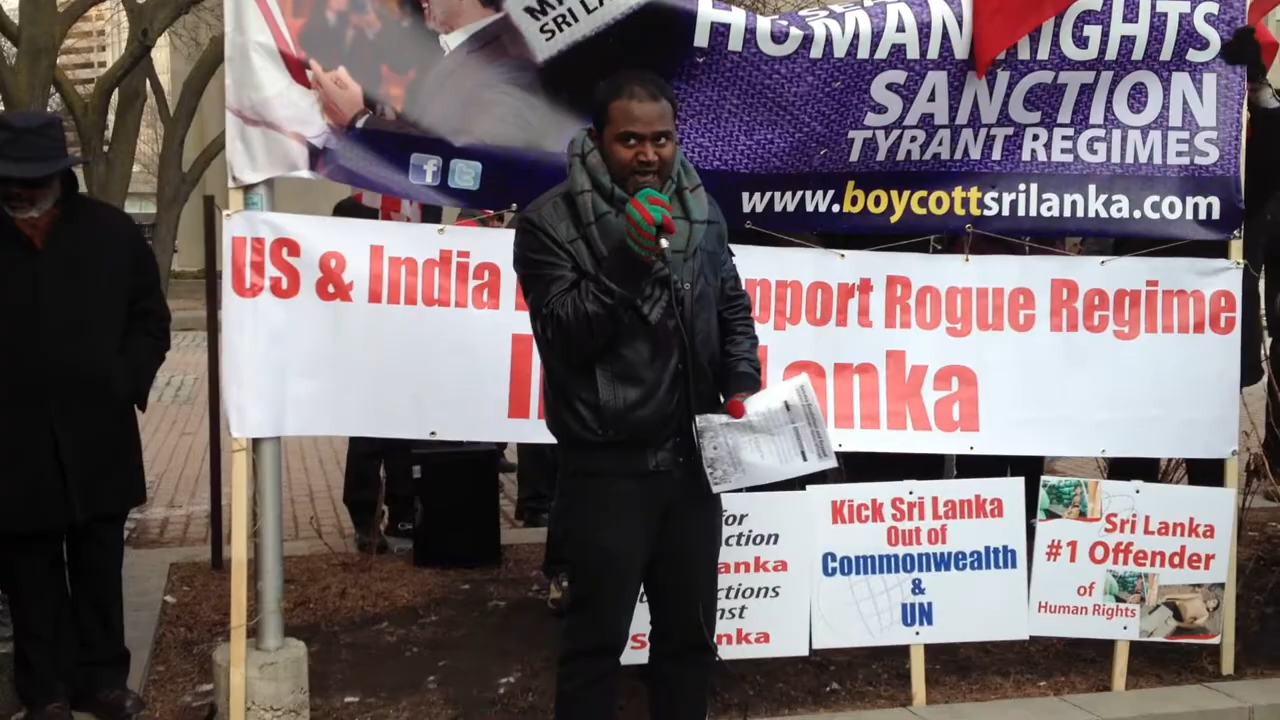 SRI LA
HUMAN RIGHTS
SANCTION
TYRANT REGIMES
www.boycottsrilanka.com
US & India pport Rogue Regime
I anka
for
ction
anka
ctions
nst
S nka
Kick Sri Lanka
Out of
Commonwealth
&
UN
Sri Lanka
#1 Offender
of
Human Rights